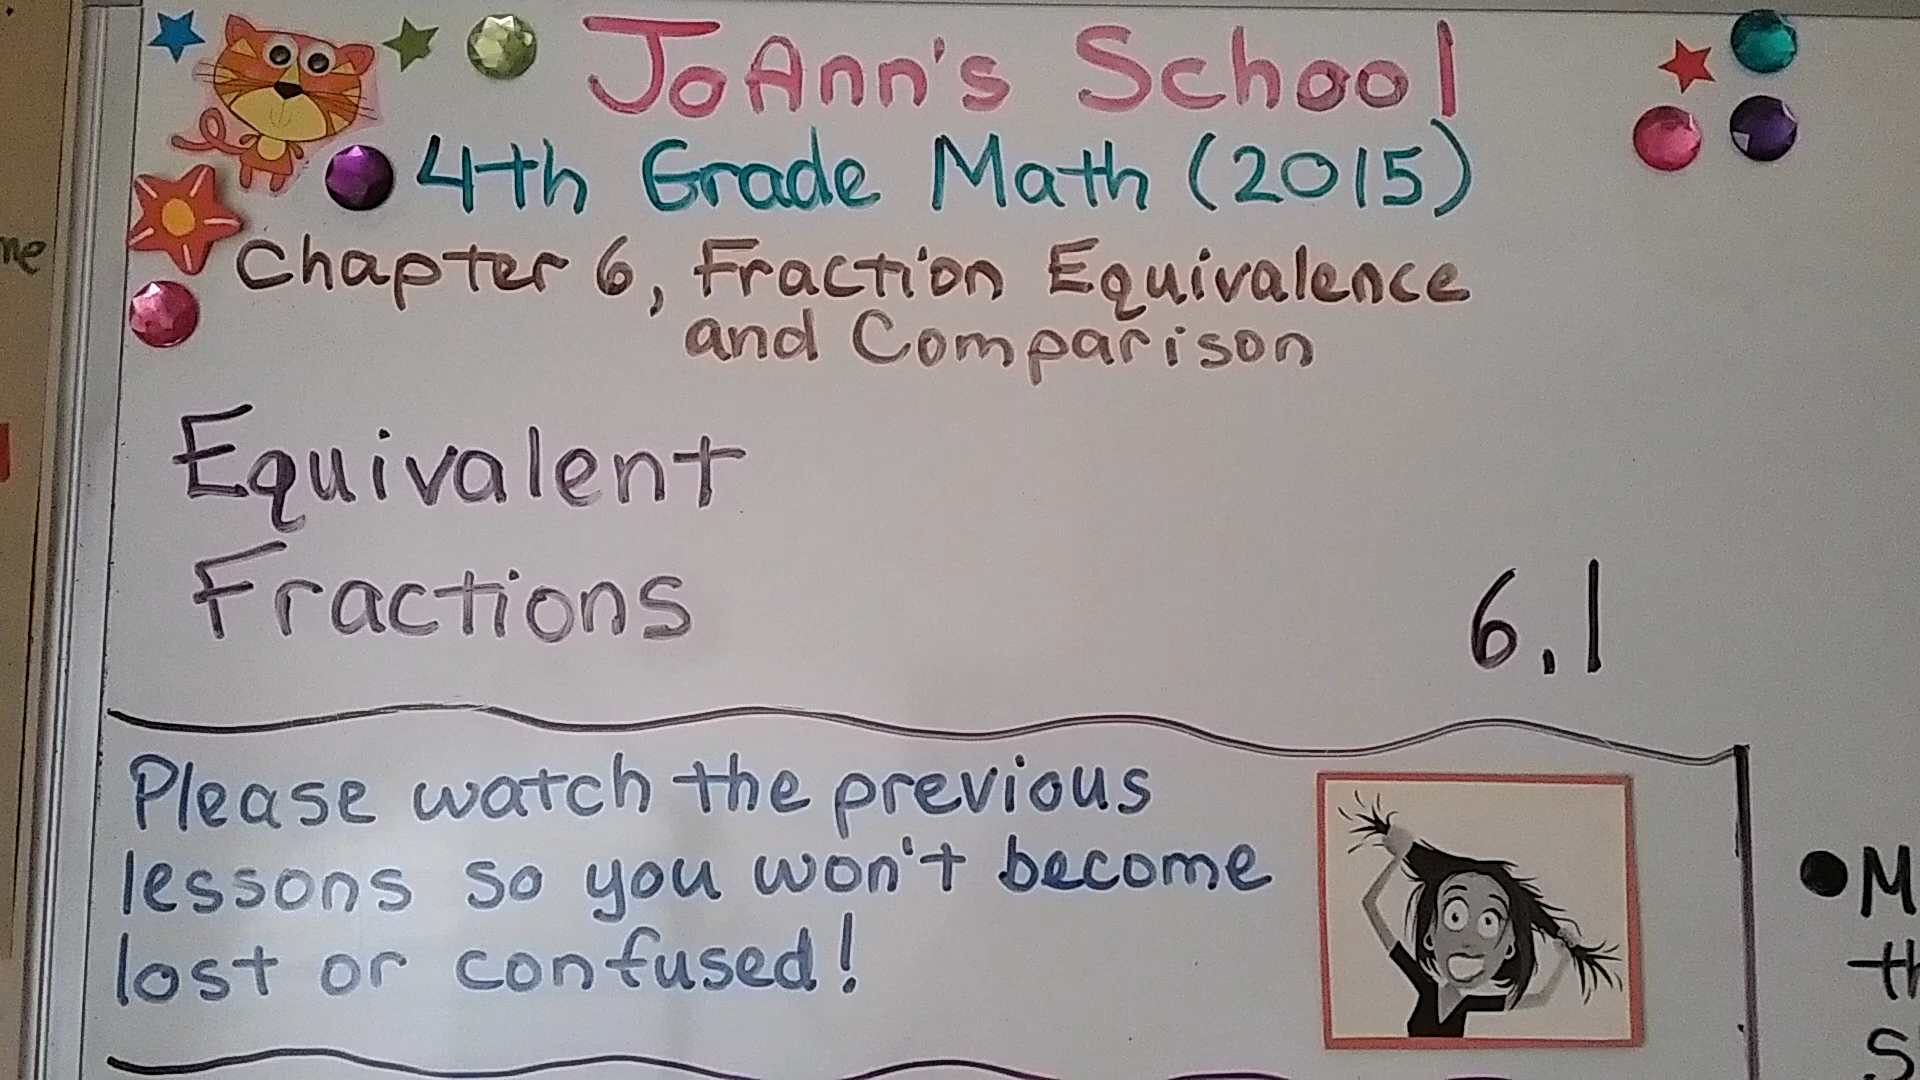 JoAnn's School
4th Grade Math (2015)
Chapter 6, Fraction Equivalence
and Comparison
Equivalent
Fractions
6.1
Please watch the previous
lessons so you won't become
lost or confused!